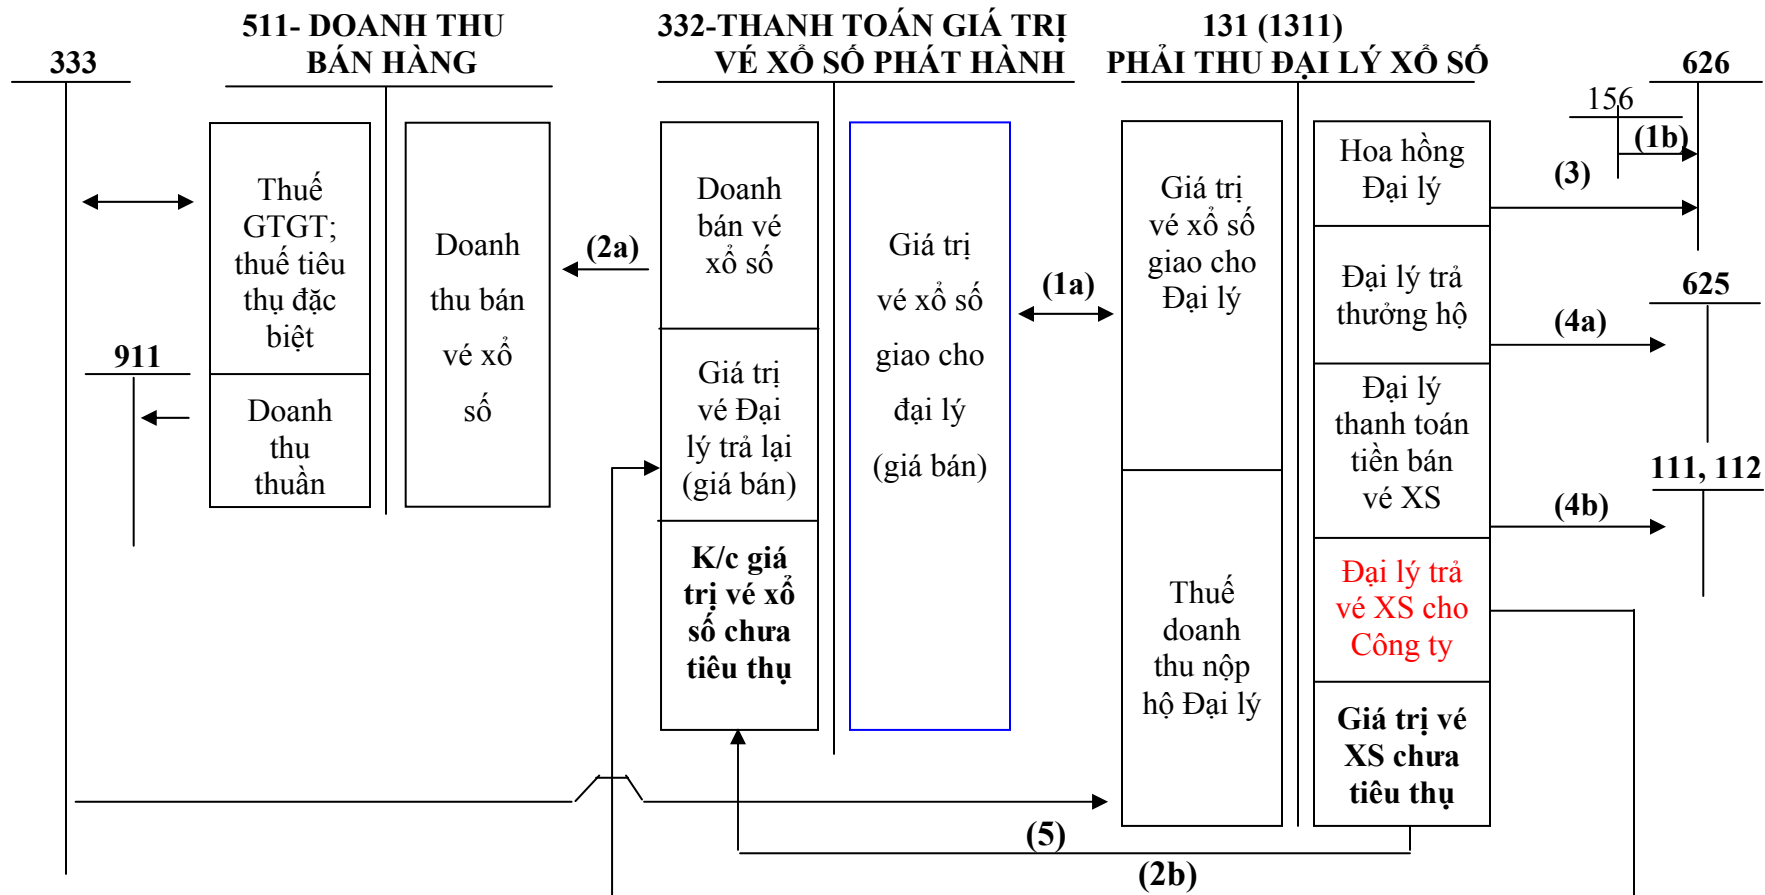 511- DOANH THU
BÁN HÀNG
332-THANH TOÁN GIÁ TRỊ
VÉ XỔ SỐ PHÁT HÀNH
131 (1311)
PHẢI THU ĐẠI LÝ XỔ SỐ
333
626
156
(1b)
(3)
Thuế
GTGT;
thuế tiêu
thụ đặc
biệt
Doanh
thu
thuần
911
Doanh
thu bán
vé xổ
số
(2a)
Doanh
bán vé
xổ số
Giá trị
vé Đại
lý trả lại
(giá bán)
K/c giá
trị vé xổ
số chưa
tiêu thụ
Giá trị
vé xổ số
giao cho
đại lý
(giá bán)
(1a)
Giá trị
vé xổ số
giao cho
Đại lý
Thuế
doanh
thu nộp
hộ Đại lý
Hoa hồng
Đại lý
Đại lý trả
thưởng hộ
Đại lý
thanh toán
tiền bán
vé XS
Đại lý trả
vé XS cho
Công ty
Giá trị vé
XS chưa
tiêu thụ
625
(4a)
111, 112
(4b)
(5)
(2b)